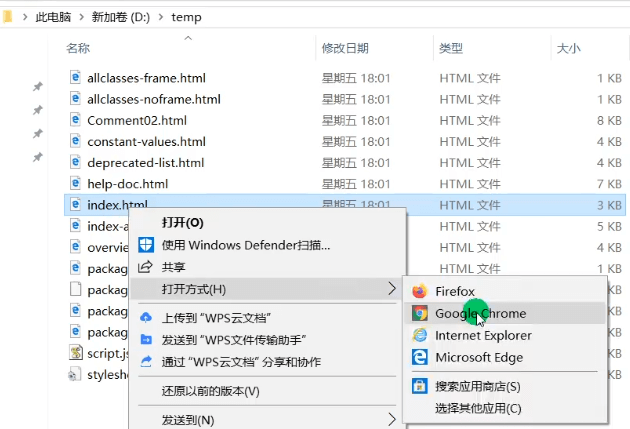 此电脑 > 新加卷 (D:) > temp
名称 修改日期 类型 大小
allclasses-frame.html 星期五 18:01 HTML 文件 1 KB
allclasses-noframe.html 星期五 18:01 HTML 文件 1 KB
Comment02.html 星期五 18:01 HTML 文件 8 KB
constant-values.html 星期五 18:01 HTML 文件 4 KB
deprecated-list.html 星期五 18:01 HTML 文件 4 KB
help-doc.html 星期五 18:01 HTML 文件 7 KB
index.html 星期五 18:01 HTML 文件 3 KB
index-a HTML 文件 5 KB
overvie HTML 文件 4 KB
packag HTML 文件 1 KB
packag
packag
packag
script.js
styleshe
打开(O)
使用 Windows Defender扫描...
共享
打开方式(H)
上传到 “WPS云文档”
发送到 “WPS文件传输助手”
通过 “WPS云文档” 分享和协作
还原以前的版本(V)
发送到(N)
Firefox
Google Chrome
Internet Explorer
Microsoft Edge
搜索应用商店(S)
选择其他应用(C)